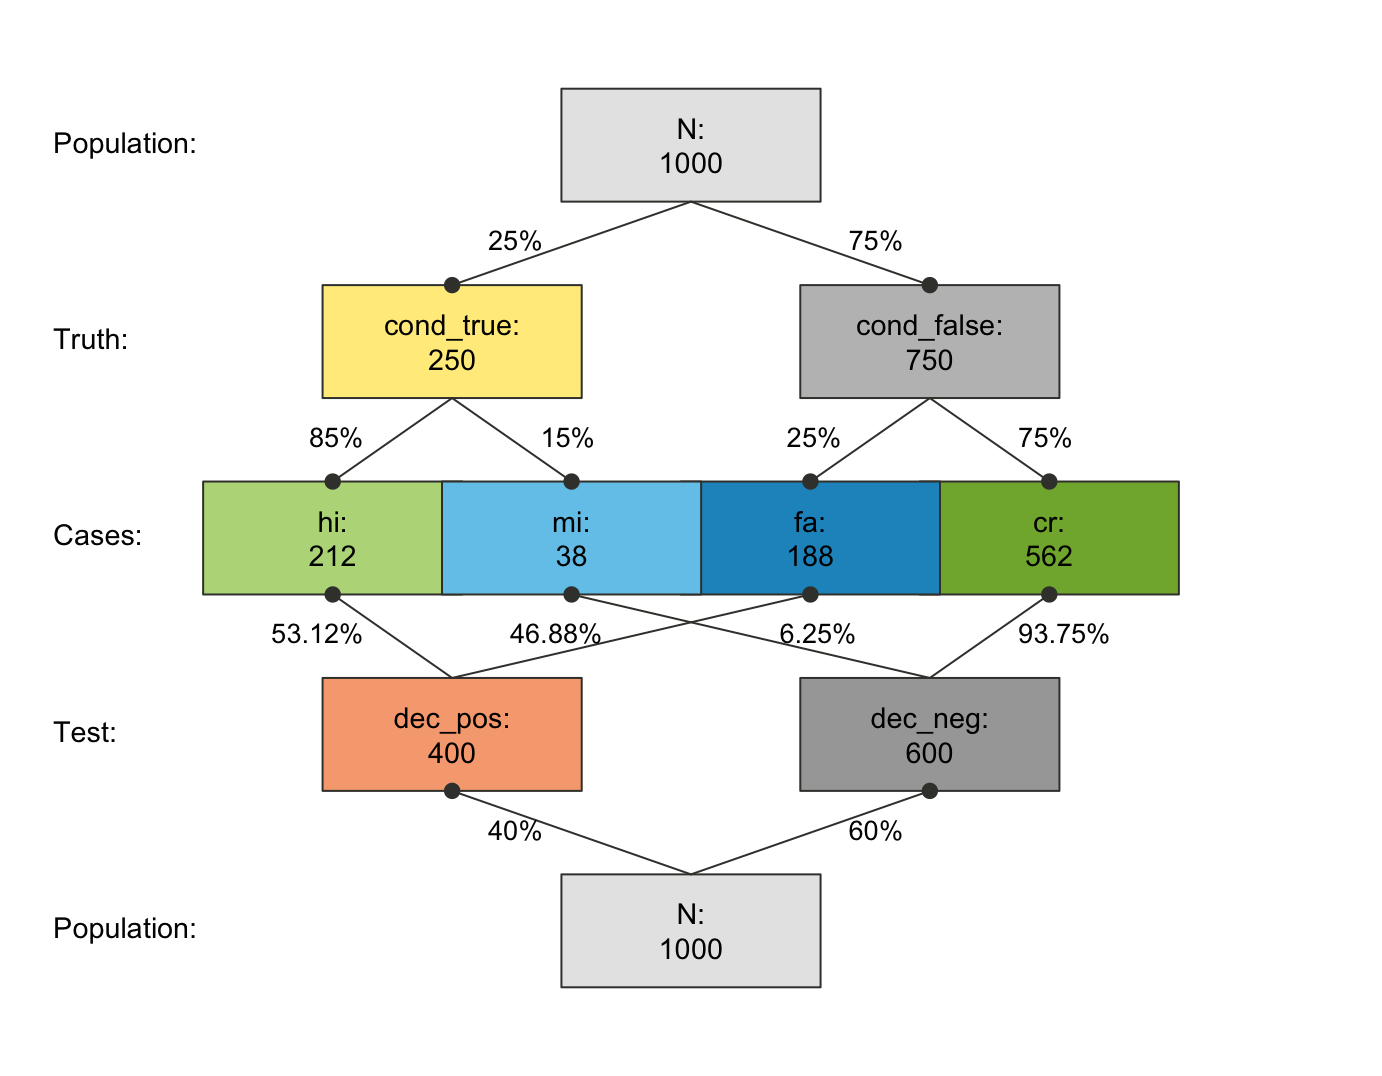 N:
Population:
1000
25%
75%
cond_true:
cond_false:
Truth:
250
750
85%
15%
25%
75%
hi:
mi:
fa:
cr:
Cases:
212
38
188
562
53.12%
46.88%
6.25%
93.75%
dec_pos:
dec_neg:
Test:
400
600
40%
60%
N:
Population:
1000